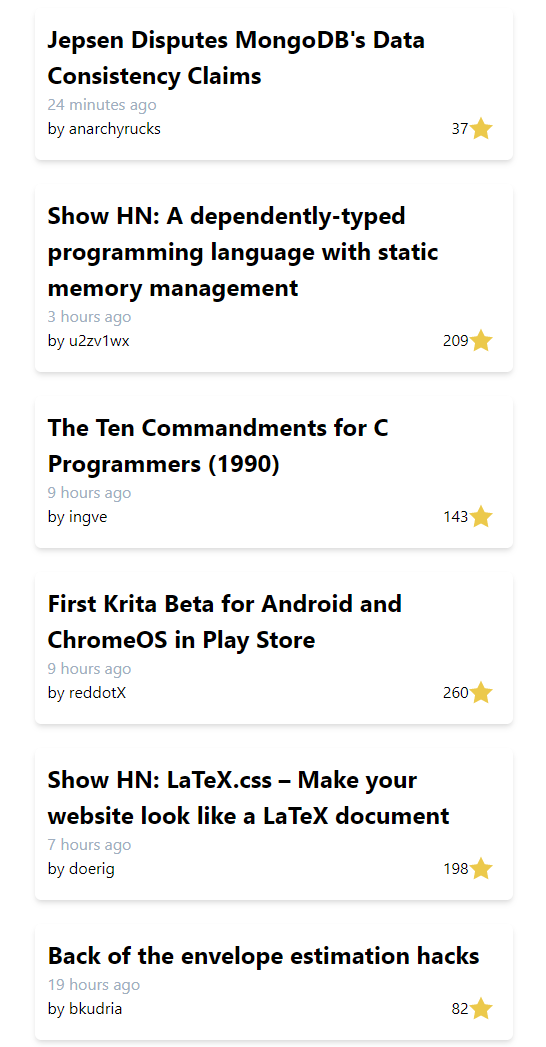 Jepsen Disputes MongoDB's Data
Consistency Claims
24 minutes ago
by anarchyrucks 37
Show HN: A dependently-typed
programming language with static
memory management
3 hours ago
by u2zv1wx 209
The Ten Commandments for C
Programmers (1990)
9 hours ago
by ingve 143
First Krita Beta for Android and
ChromeOS in Play Store
9 hours ago
by reddotX 260
Show HN: LaTeX.css – Make your
website look like a LaTeX document
7 hours ago
by doerig 198
Back of the envelope estimation hacks
19 hours ago
by bkudria 82